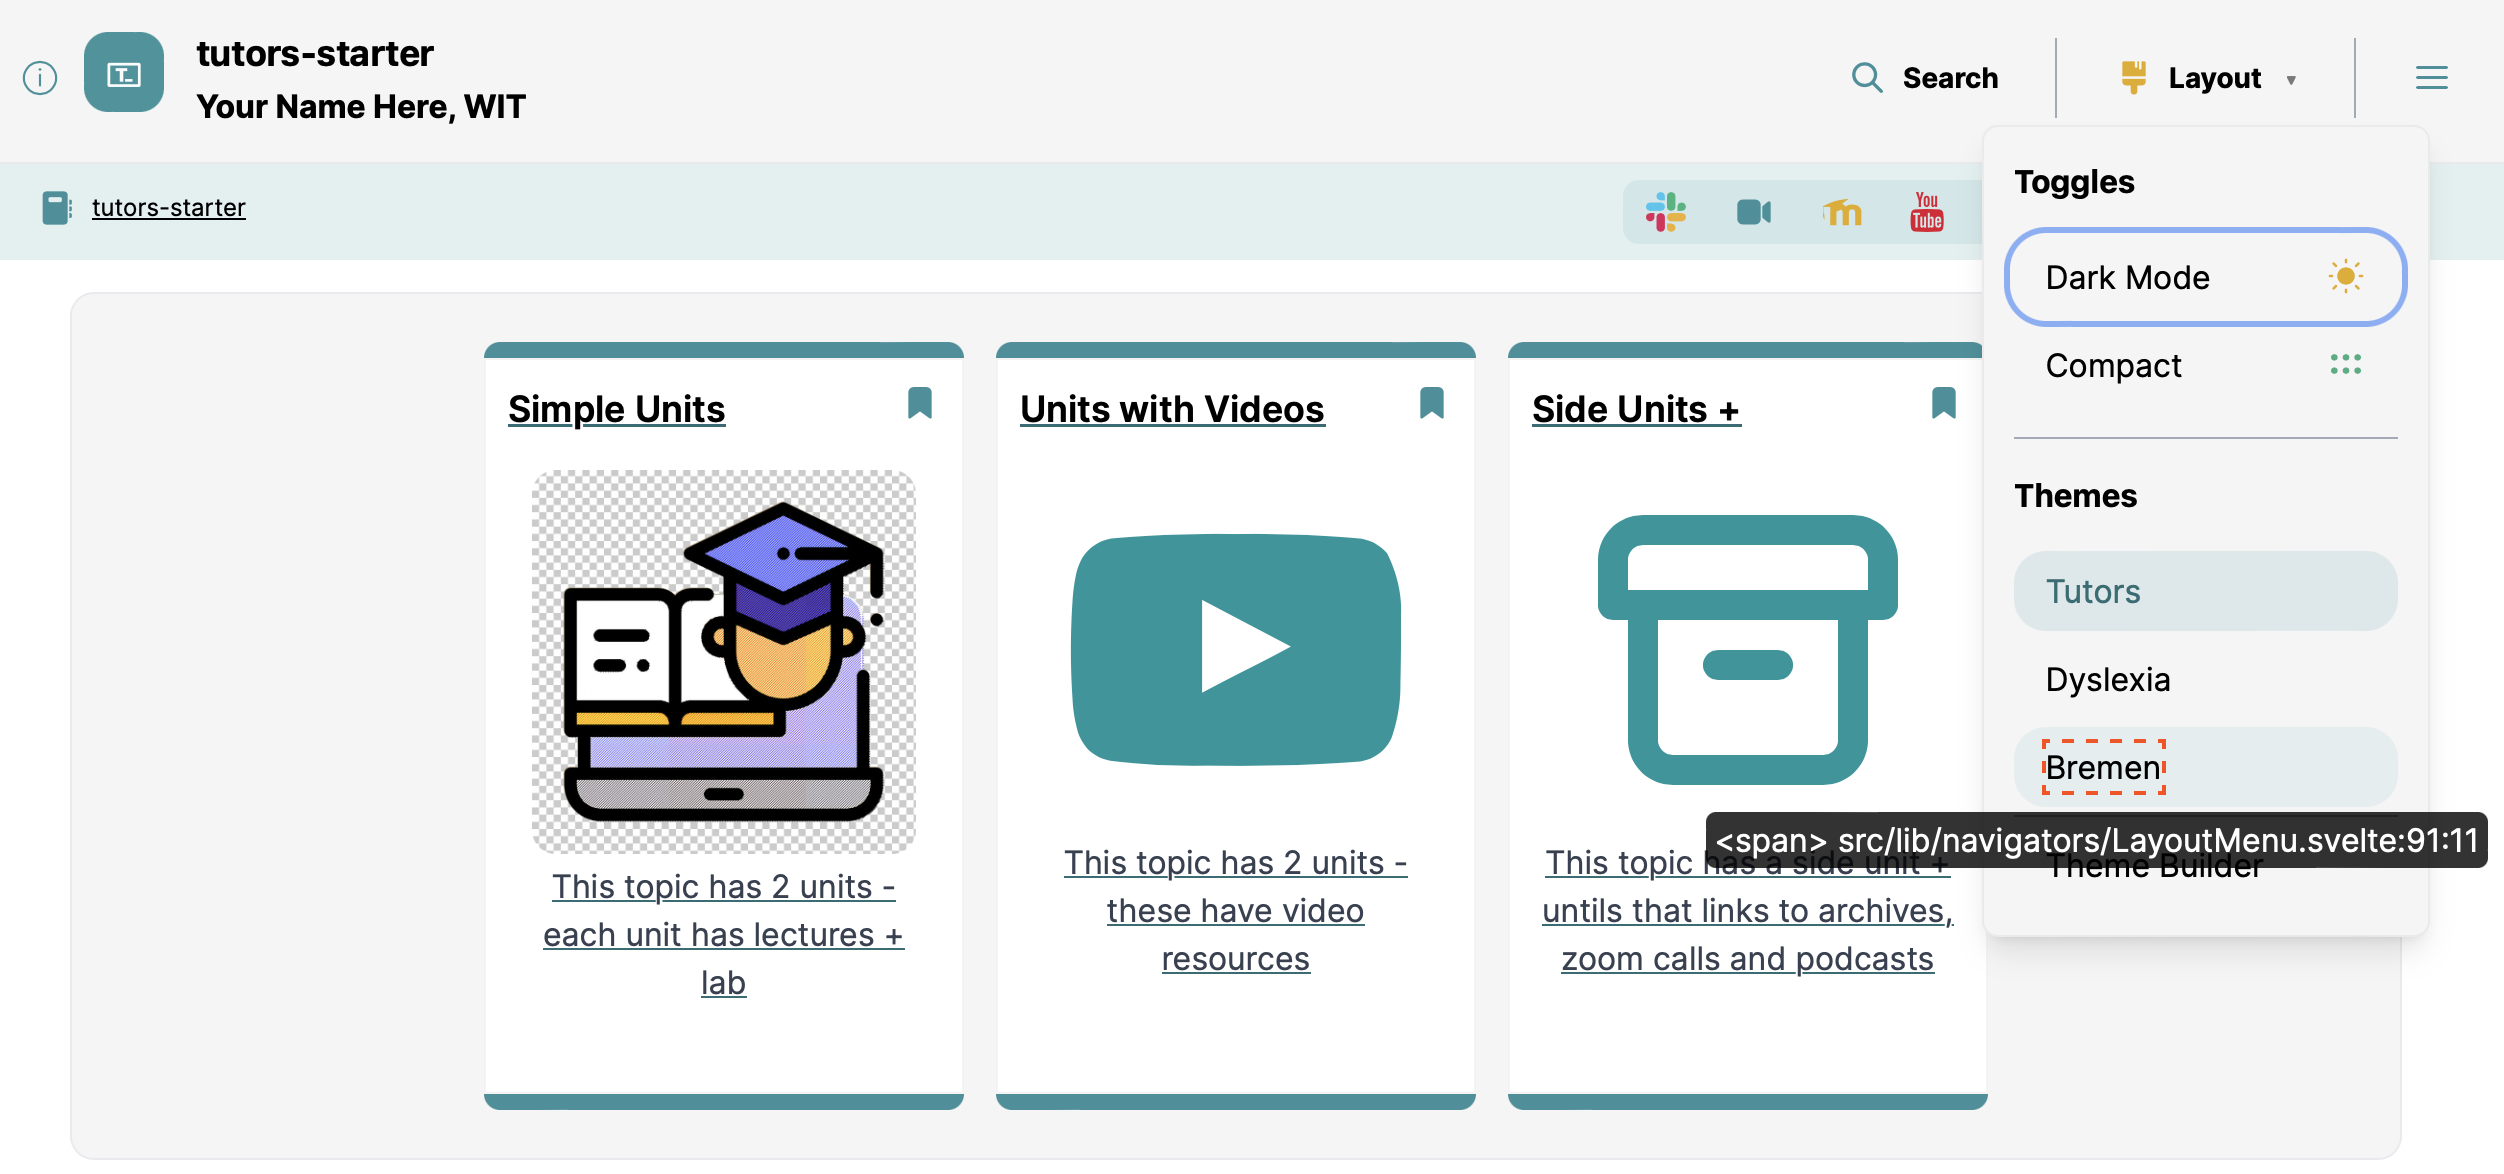 tutors-starter
Your Name Here, WIT
Search
Layout
tutors-starter
You
Tube
Toggles
Dark Mode
Compact
Themes
Tutors
Dyslexia
Bremen
<span> src/lib/navigators/LayoutMenu.svelte:91:11
Theme Builder
Simple Units
This topic has 2 units -
each unit has lectures +
lab
Units with Videos
This topic has 2 units -
these have video
resources
Side Units +
This topic has a side unit +
untils that links to archives,
zoom calls and podcasts